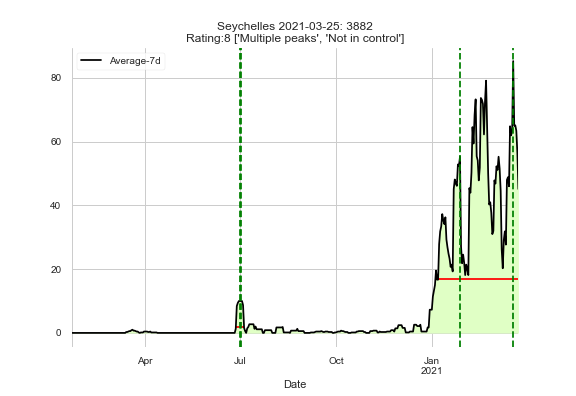 Seychelles 2021-03-25: 3882
Rating:8 ['Multiple peaks', 'Not in control']
Average-7d
80
60
40
20
0
Apr
Jul
Oct
Jan
2021
Date